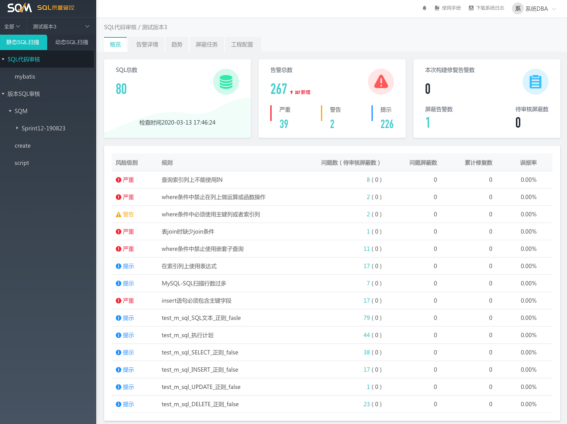 SQM SQL质量管控
使用手册 下载系统日志 系 系统DBA
全部 测试版本3
SQL代码审核 / 测试版本3
静态SQL扫描 动态SQL扫描
概览 告警详情 趋势 屏蔽任务 工程配置
SQL代码审核
mybatis
版本SQL审核
SQM
Sprint12-190823
create
script
SQL总数
80
检查时间2020-03-13 17:46:24
告警总数
267 新增
严重 警告 提示
39 2 226
本次构建修复告警数
0
屏蔽告警数 待审核屏蔽数
1 0
风险级别 规则 问题数（待审核屏蔽数） 问题屏蔽数 累计修复数 误报率
严重 查询索引列上不能使用IN 8 ( 0 ) 0 0 0.00%
严重 where条件中禁止在列上做运算或函数操作 2 ( 0 ) 0 0 0.00%
警告 where条件中必须使用主键列或者索引列 2 ( 0 ) 0 0 0.00%
严重 表join时缺少join条件 1 ( 0 ) 0 0 0.00%
严重 where条件中禁止使用嵌套子查询 11 ( 0 ) 0 0 0.00%
提示 在索引列上使用表达式 17 ( 0 ) 0 0 0.00%
提示 MySQL-SQL扫描行数过多 7 ( 0 ) 0 0 0.00%
严重 insert语句必须包含主键字段 17 ( 0 ) 0 0 0.00%
提示 test_m_sql_SQL文本_正则_fasle 79 ( 0 ) 0 0 0.00%
提示 test_m_sql_执行计划 44 ( 0 ) 0 0 0.00%
提示 test_m_sql_SELECT_正则_false 38 ( 0 ) 0 0 0.00%
提示 test_m_sql_INSERT_正则_false 17 ( 0 ) 0 0 0.00%
提示 test_m_sql_UPDATE_正则_false 1 ( 0 ) 0 0 0.00%
提示 test_m_sql_DELETE_正则_false 23 ( 0 ) 0 0 0.00%